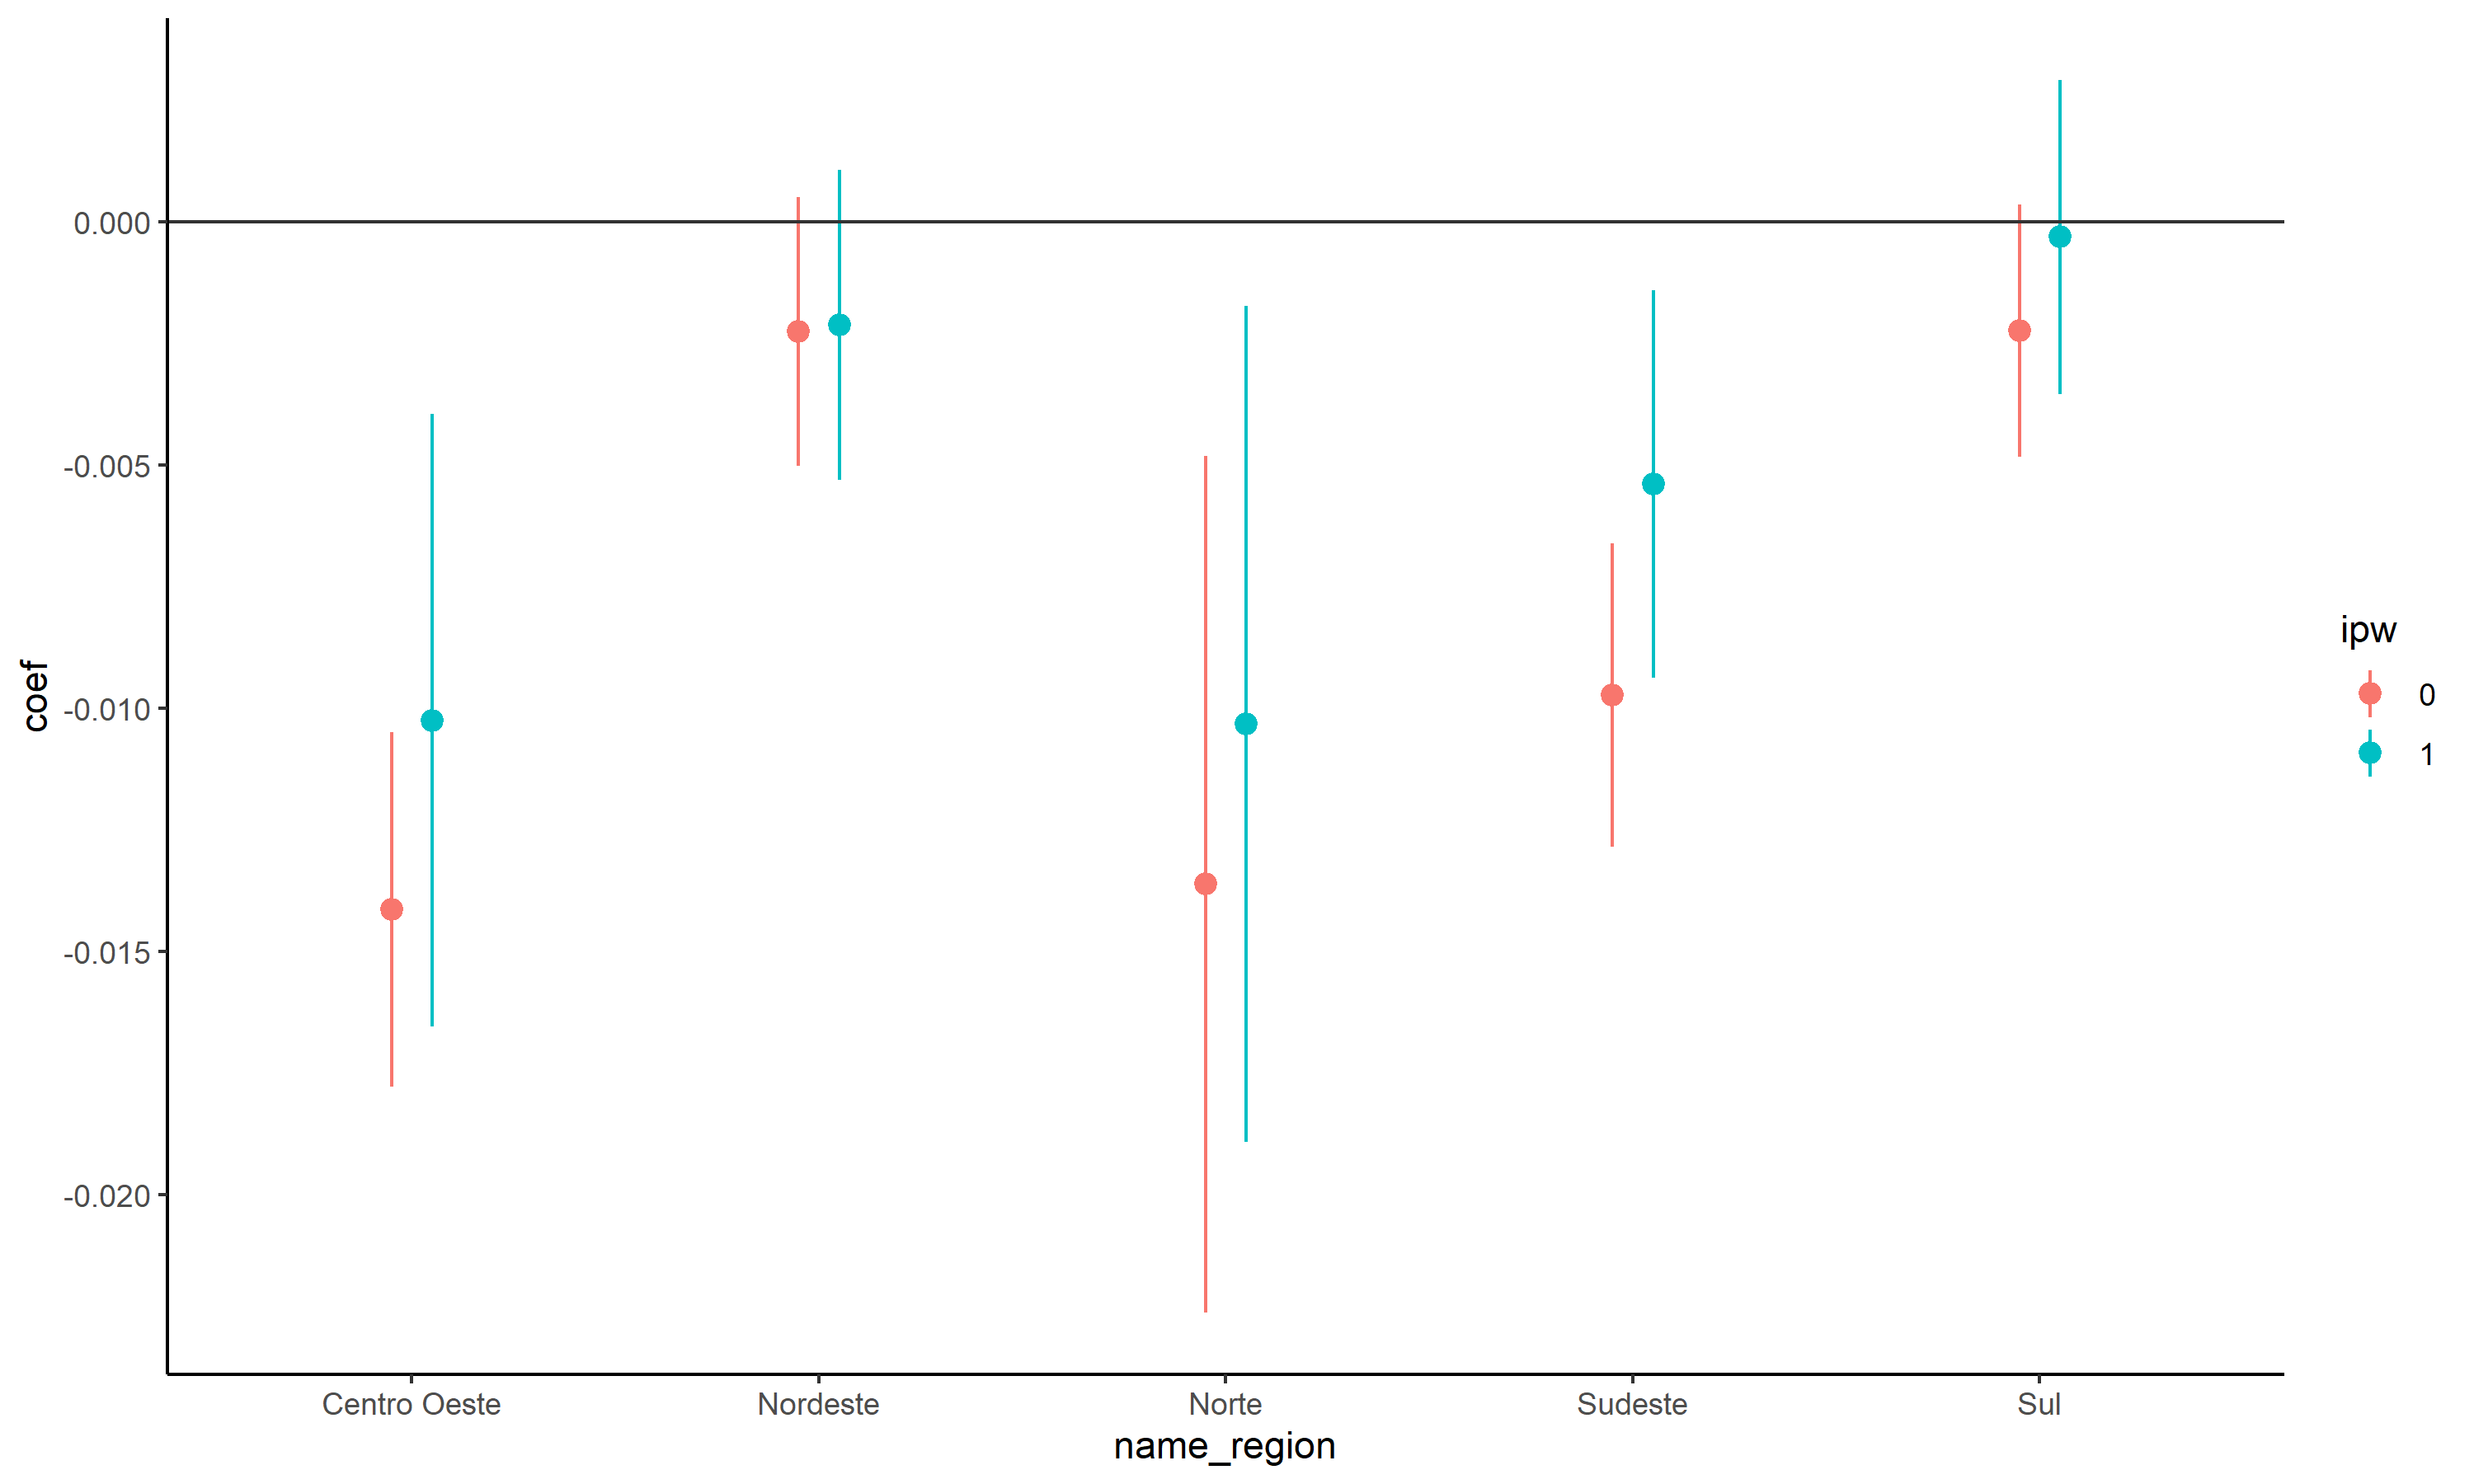 0.000
-0.005
-0.010
-0.015
-0.020
coef
Centro Oeste
Nordeste
Norte
Sudeste
Sul
name_region
ipw
0
1